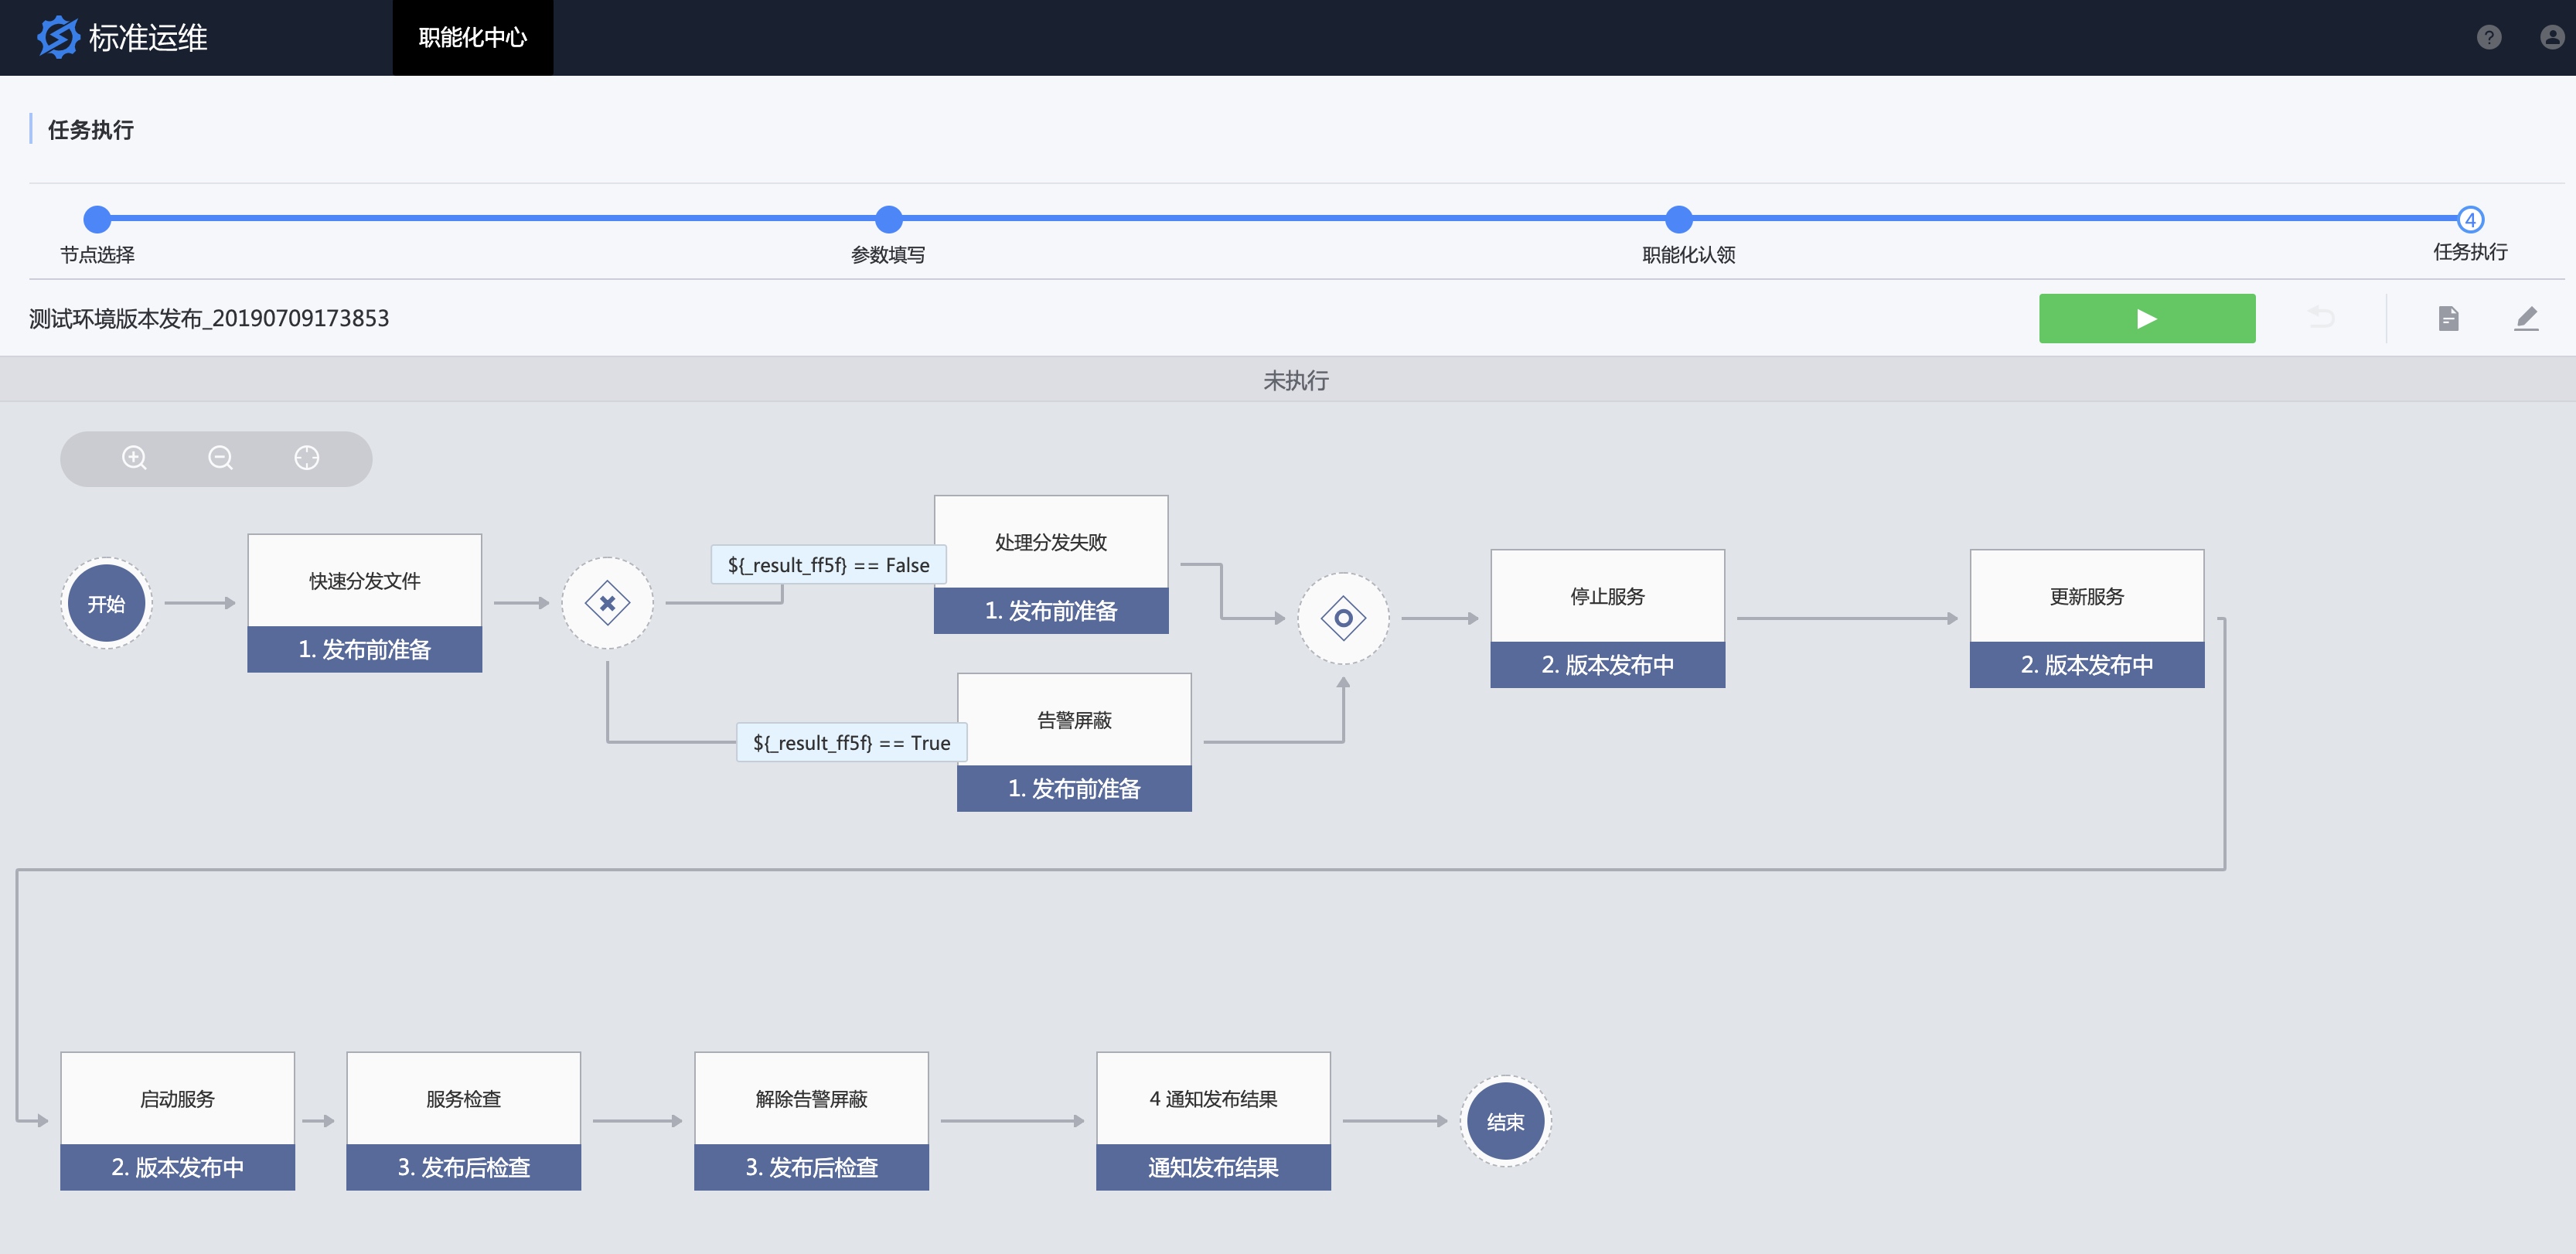 标准运维
职能化中心
任务执行
节点选择
参数填写
职能化认领
4
任务执行
测试环境版本发布_20190709173853
未执行
开始
快速分发文件
1. 发布前准备
${_result_ff5f} == False
处理分发失败
1. 发布前准备
${_result_ff5f} == True
告警屏蔽
1. 发布前准备
停止服务
2. 版本发布中
更新服务
2. 版本发布中
启动服务
2. 版本发布中
服务检查
3. 发布后检查
解除告警屏蔽
3. 发布后检查
4 通知发布结果
通知发布结果
结束